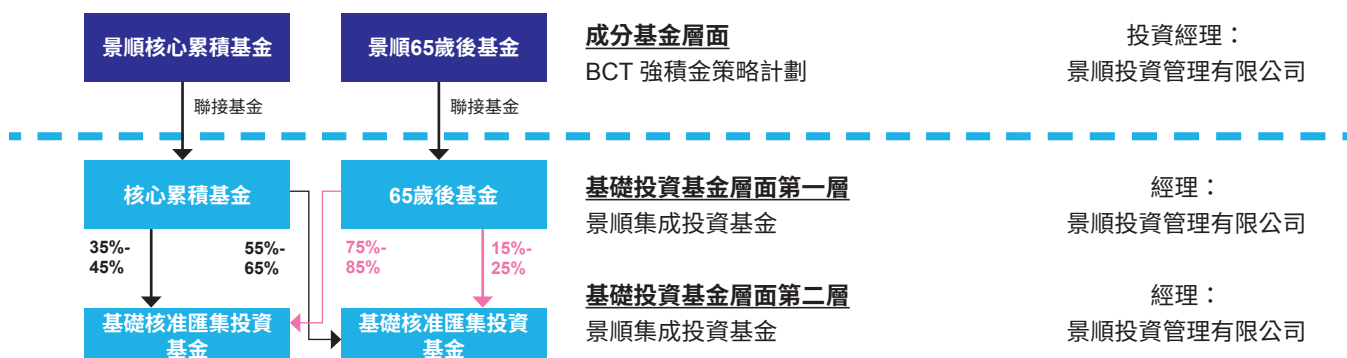 景順核心累積基金
景順65歲後基金
成分基金層面
BCT 強積金策略計劃
投資經理：
景順投資管理有限公司
聯接基金
聯接基金
核心累積基金
65歲後基金
基礎投資基金層面第一層
景順集成投資基金
經理：
景順投資管理有限公司
35%-
45%
55%-
65%
75%-
85%
15%-
25%
基礎核准匯集投資
基金
基礎核准匯集投資
基金
基礎投資基金層面第二層
景順集成投資基金
經理：
景順投資管理有限公司